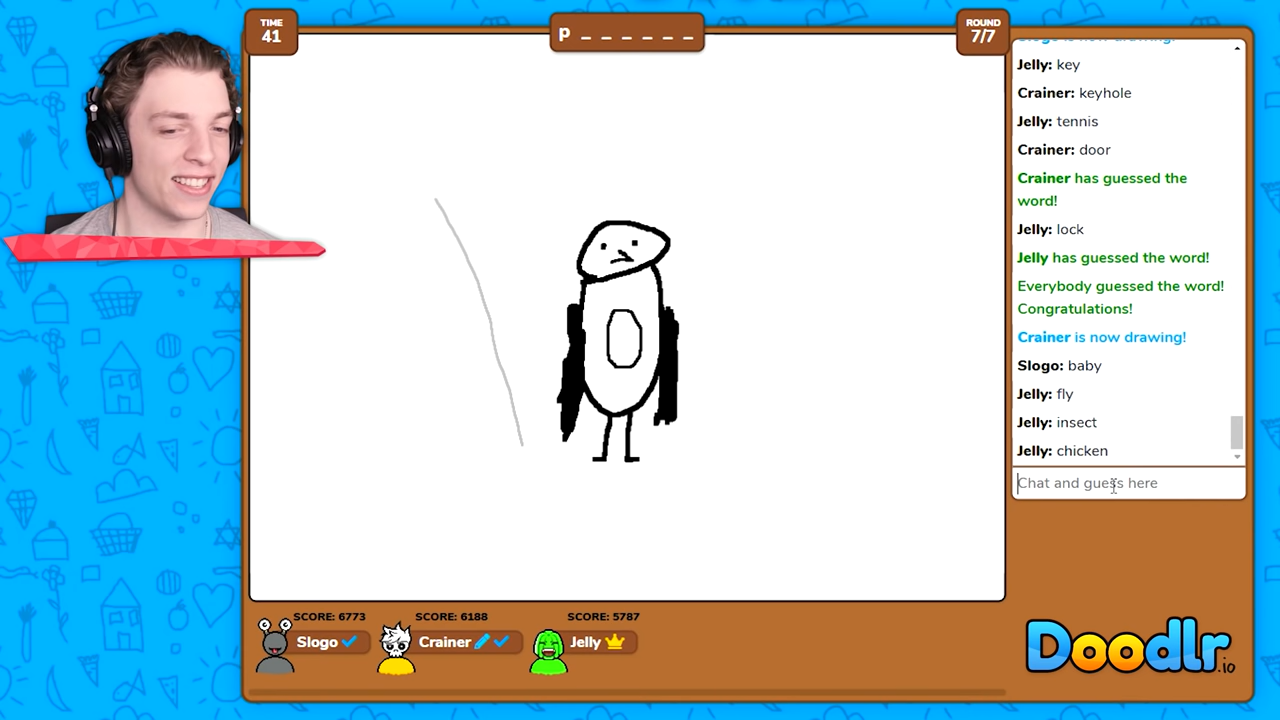 TIME
41
p _ _ _ _ _ _
ROUND
7/7
Jelly: key
Crainer: keyhole
Jelly: tennis
Crainer: door
Crainer has guessed the
word!
Jelly: lock
Jelly has guessed the word!
Everybody guessed the word!
Congratulations!
Crainer is now drawing!
Slogo: baby
Jelly: fly
Jelly: insect
Jelly: chicken
Chat and guess here
SCORE: 6773
Slogo
SCORE: 6188
Crainer
SCORE: 5787
Jelly
Doodlr.io